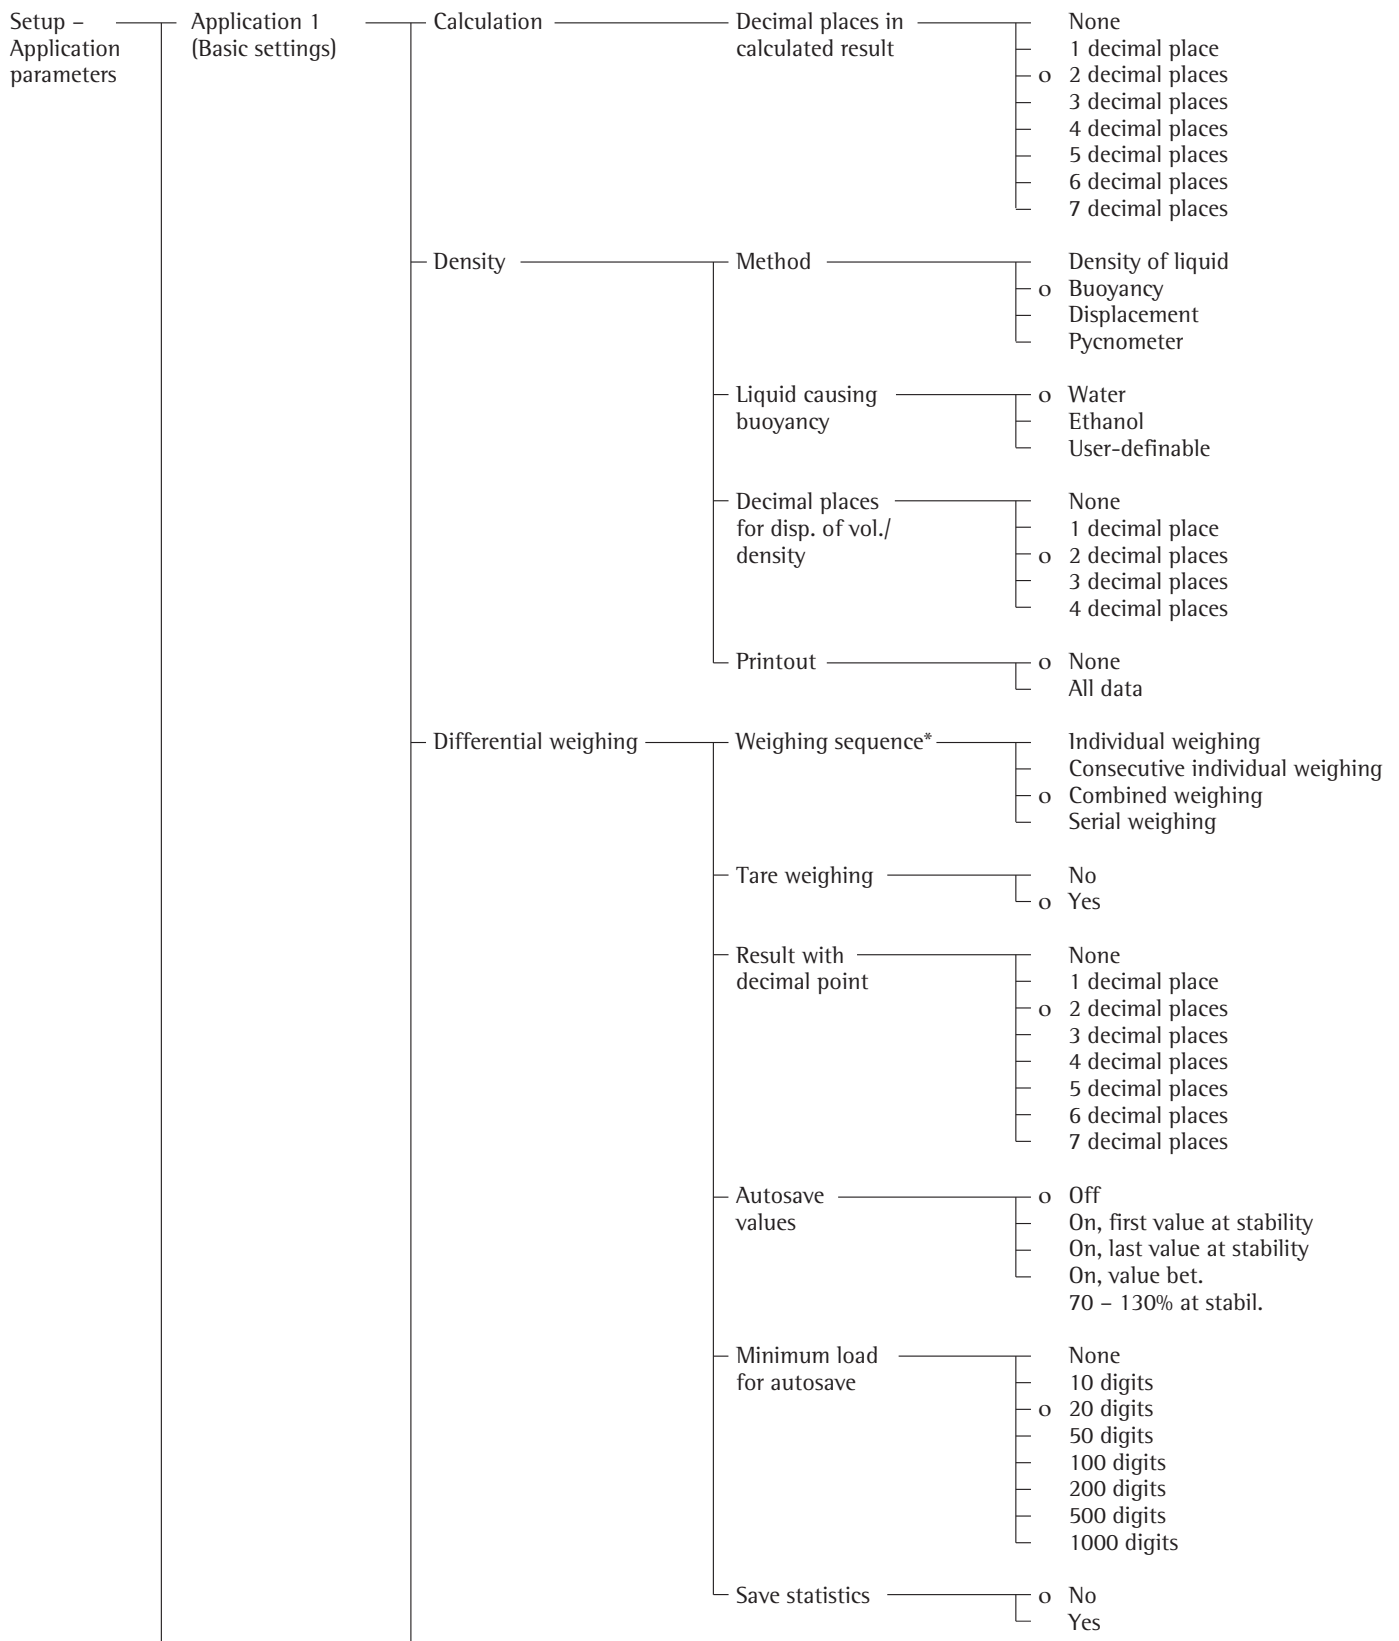 Setup –
Application
parameters
Application 1
(Basic settings)
Calculation
Decimal places in
calculated result
None
1 decimal place
o 2 decimal places
3 decimal places
4 decimal places
5 decimal places
6 decimal places
7 decimal places
Density
Method
Density of liquid
o Buoyancy
Displacement
Pycnometer
Liquid causing
buoyancy
o Water
Ethanol
User-definable
Decimal places
for disp. of vol./
density
None
1 decimal place
o 2 decimal places
3 decimal places
4 decimal places
Printout
o None
All data
Differential weighing
Weighing sequence*
Individual weighing
Consecutive individual weighing
o Combined weighing
Serial weighing
Tare weighing
No
o Yes
Result with
decimal point
None
1 decimal place
o 2 decimal places
3 decimal places
4 decimal places
5 decimal places
6 decimal places
7 decimal places
Autosave
values
o Off
On, first value at stability
On, last value at stability
On, value bet.
70 – 130% at stabil.
Minimum load
for autosave
None
10 digits
o 20 digits
50 digits
100 digits
200 digits
500 digits
1000 digits
Save statistics
o No
Yes